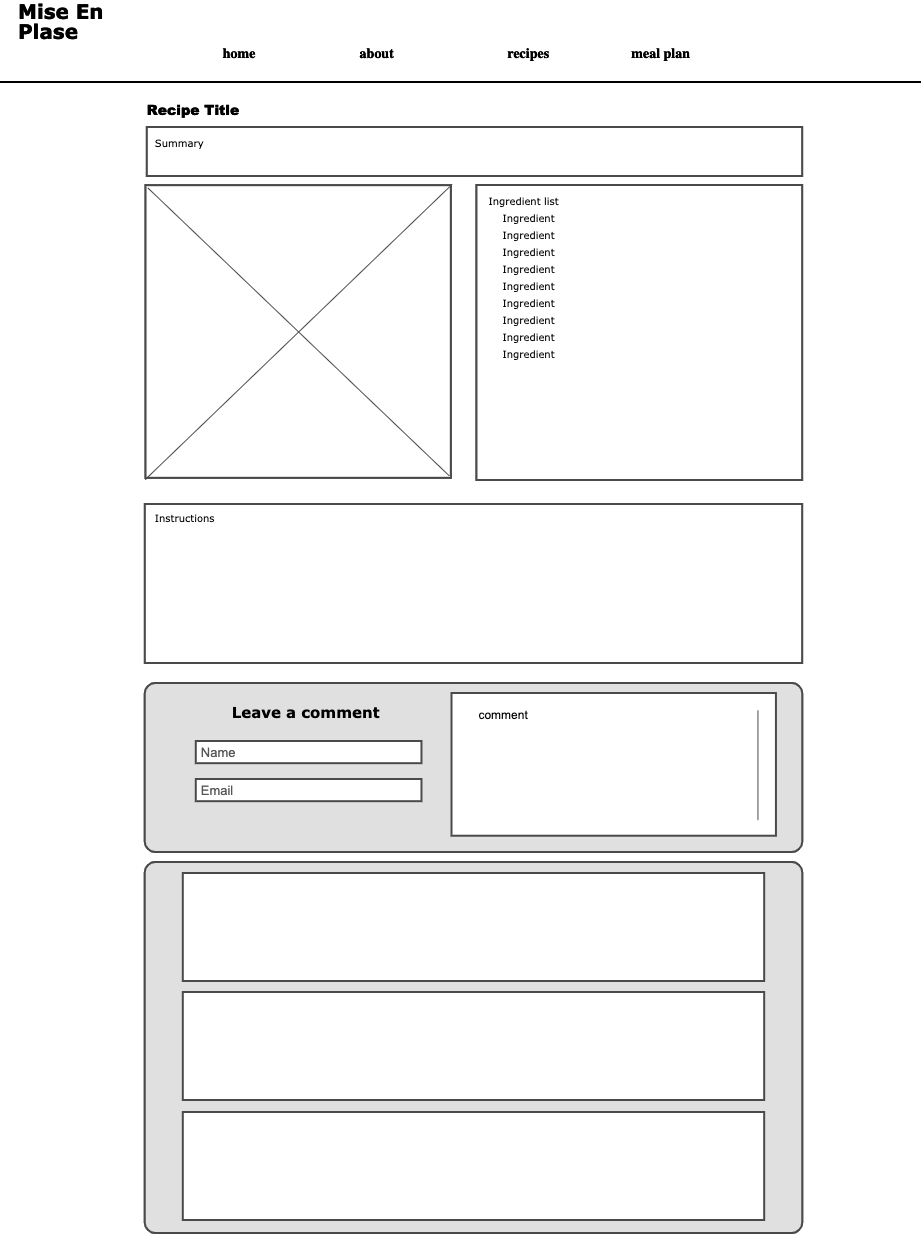 Mise En
Plase
home about recipes meal plan
Recipe Title
Summary
Ingredient list
Ingredient
Ingredient
Ingredient
Ingredient
Ingredient
Ingredient
Ingredient
Ingredient
Ingredient
Instructions
Leave a comment
Name
Email
comment